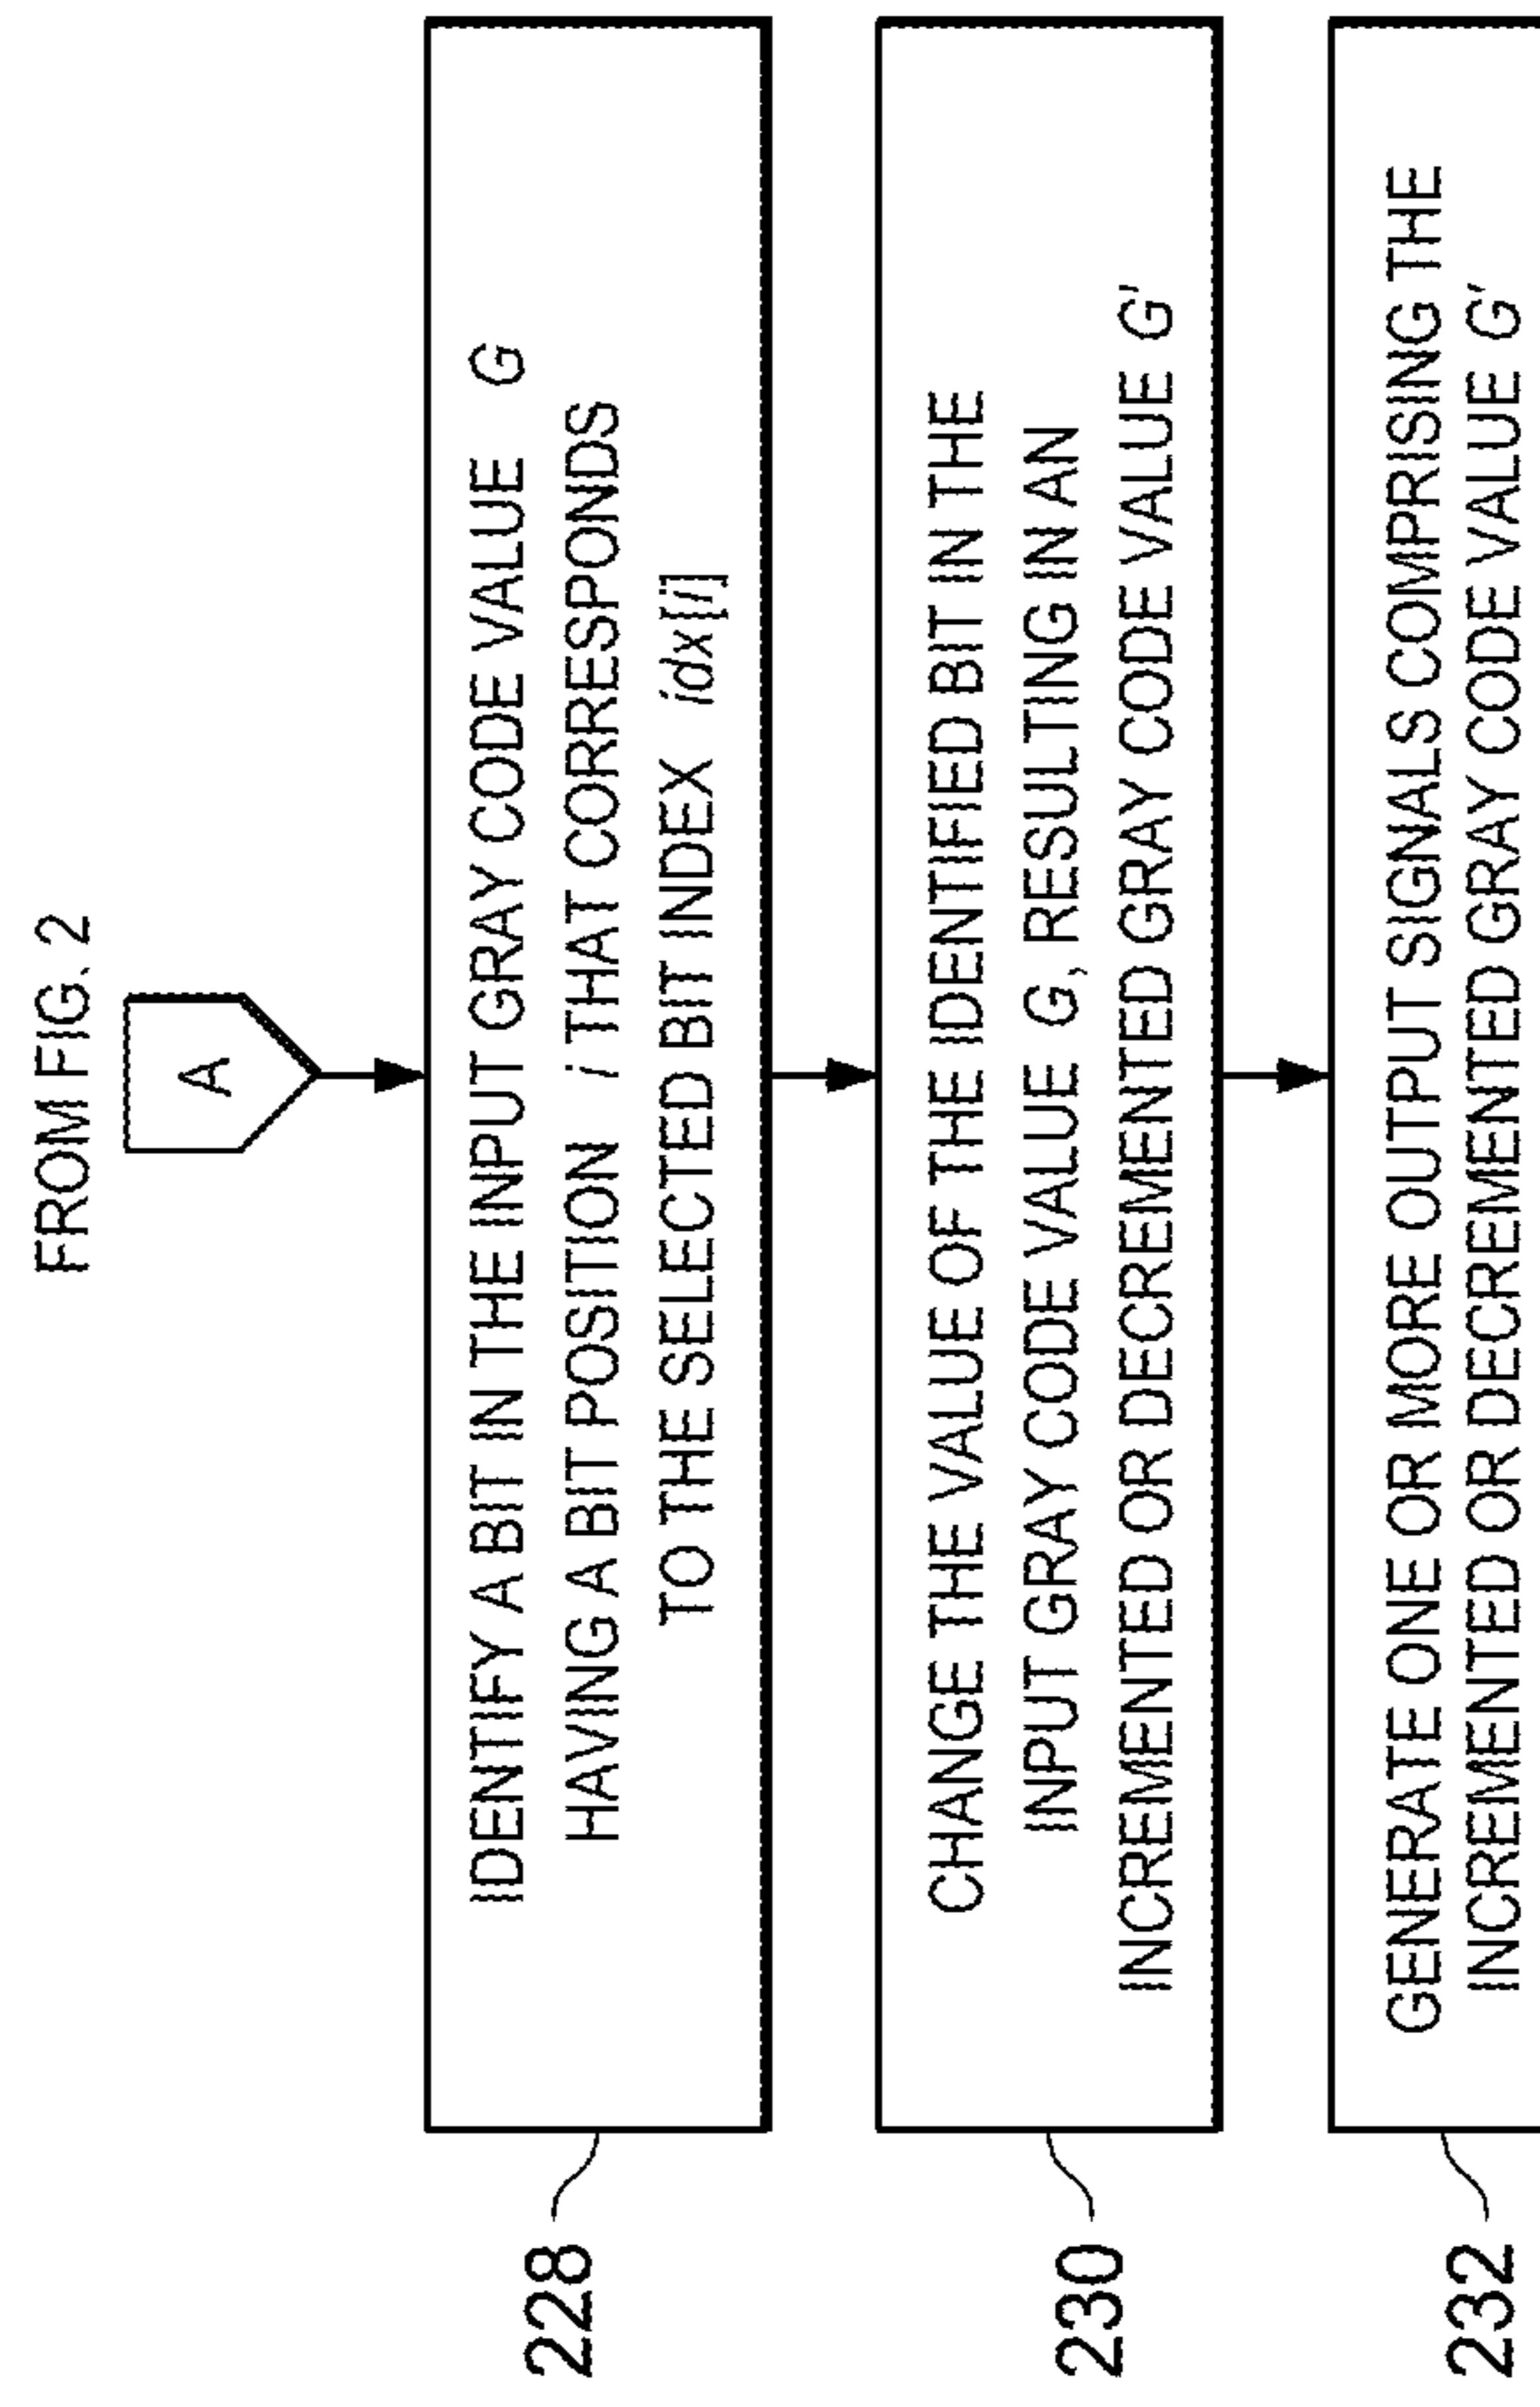 FROM FIG. 2
A
228
IDENTIFY A BIT IN THE INPUT GRAY CODE VALUE G
HAVING A BIT POSITION i THAT CORRESPONDS
TO THE SELECTED BIT INDEX idx[i]
230
CHANGE THE VALUE OF THE IDENTIFIED BIT IN THE
INPUT GRAY CODE VALUE G, RESULTING IN AN
INCREMENTED OR DECREMENTED GRAY CODE VALUE G'
232
GENERATE ONE OR MORE OUTPUT SIGNALS COMPRISING THE
INCREMENTED OR DECREMENTED GRAY CODE VALUE G'